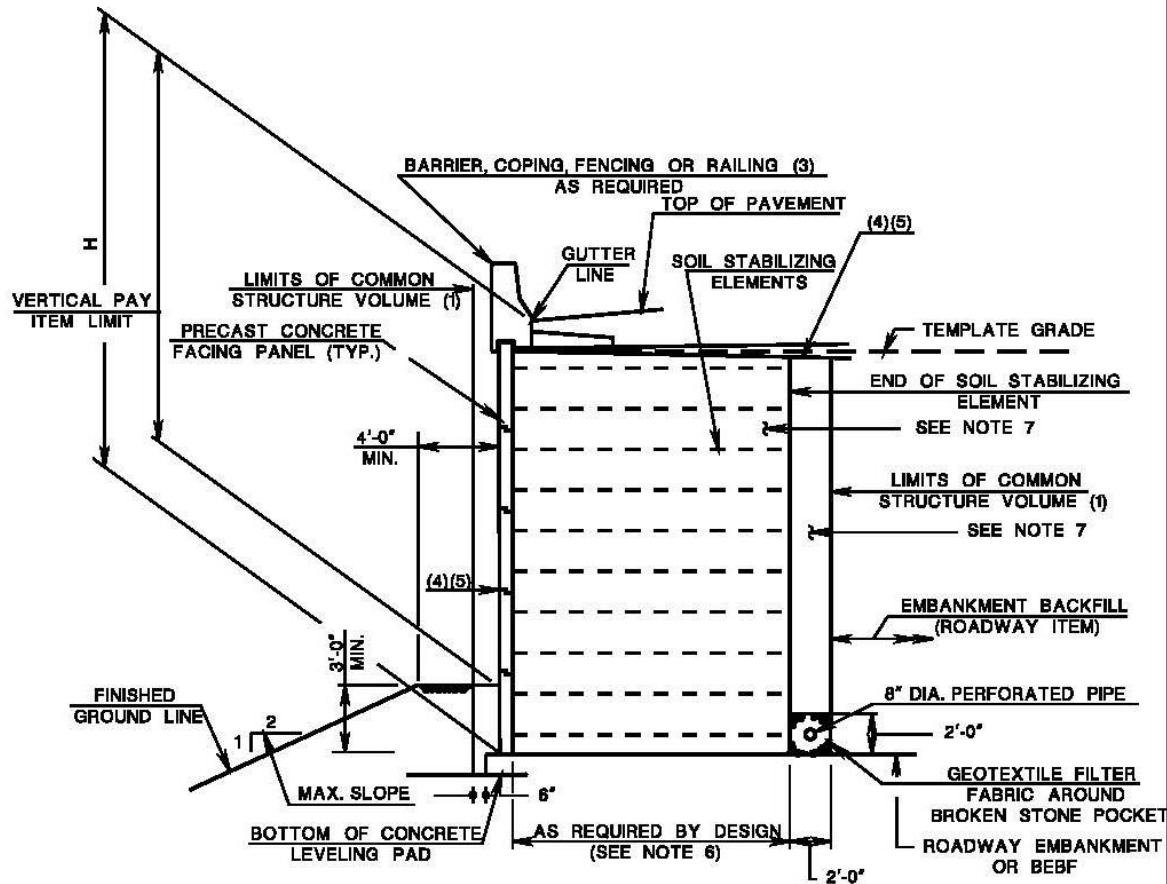 H
VERTICAL PAY
ITEM LIMIT
BARRIER, COPING, FENCING OR RAILING (3)
AS REQUIRED
TOP OF PAVEMENT
(4)(5)
GUTTER
LINE
SOIL STABILIZING
ELEMENTS
LIMITS OF COMMON
STRUCTURE VOLUME (1)
PRECAST CONCRETE
FACING PANEL (TYP.)
TEMPLATE GRADE
END OF SOIL STABILIZING
ELEMENT
SEE NOTE 7
4'-0"
MIN.
LIMITS OF COMMON
STRUCTURE VOLUME (1)
SEE NOTE 7
(4)(5)
EMBANKMENT BACKFILL
(ROADWAY ITEM)
3'-0"
MIN.
FINISHED
GROUND LINE
2
1
8" DIA. PERFORATED PIPE
2'-0"
MAX. SLOPE
6"
GEOTEXTILE FILTER
FABRIC AROUND
BROKEN STONE POCKET
BOTTOM OF CONCRETE
LEVELING PAD
AS REQUIRED BY DESIGN
(SEE NOTE 6)
ROADWAY EMBANKMENT
OR BEBF
2'-0"